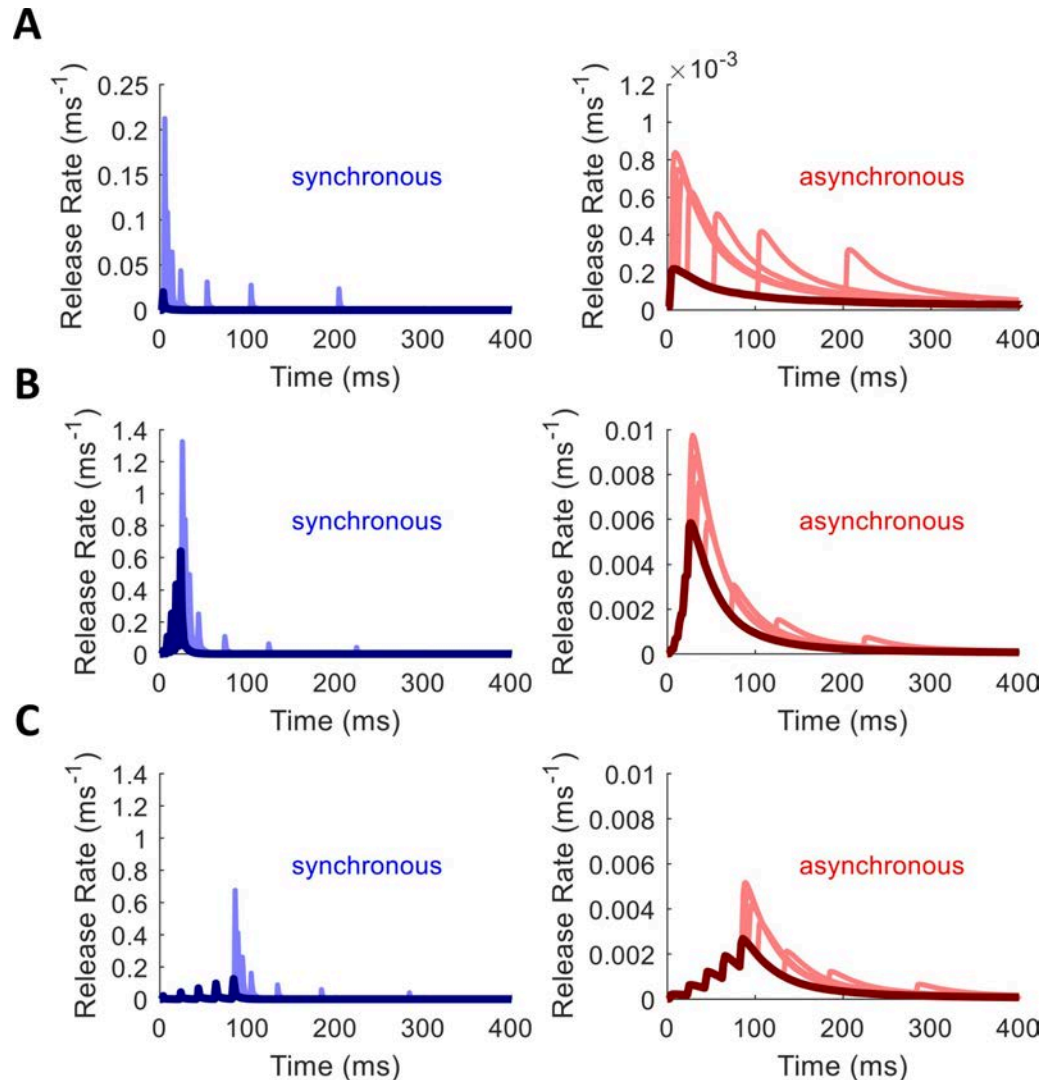 A
Release Rate (ms⁻¹)
0.25
0.2
0.15
0.1
0.05
0
synchronous
0 100 200 300 400
Time (ms)
Release Rate (ms⁻¹)
×10⁻³
1.2
1
0.8
0.6
0.4
0.2
0
asynchronous
0 100 200 300 400
Time (ms)
B
Release Rate (ms⁻¹)
1.4
1.2
1
0.8
0.6
0.4
0.2
0
synchronous
0 100 200 300 400
Time (ms)
Release Rate (ms⁻¹)
0.01
0.008
0.006
0.004
0.002
0
asynchronous
0 100 200 300 400
Time (ms)
C
Release Rate (ms⁻¹)
1.4
1.2
1
0.8
0.6
0.4
0.2
0
synchronous
0 100 200 300 400
Time (ms)
Release Rate (ms⁻¹)
0.01
0.008
0.006
0.004
0.002
0
asynchronous
0 100 200 300 400
Time (ms)